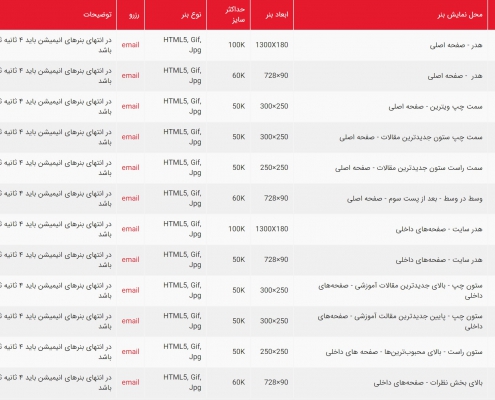 محل نمایش بنر | ابعاد بنر | حداکثر سایز | نوع بنر | رزرو | توضیحات
هدر - صفحه اصلی | 1300X180 | 100K | HTML5, Gif, Jpg | email | در انتهای بنرهای انیمیشن باید ۴ ثانیه باشد
هدر - صفحه اصلی | 728×90 | 60K | HTML5, Gif, Jpg | email | در انتهای بنرهای انیمیشن باید ۴ ثانیه باشد
سمت چپ ویترین - صفحه اصلی | 300×250 | 50K | HTML5, Gif, Jpg | email | در انتهای بنرهای انیمیشن باید ۴ ثانیه باشد
سمت چپ ستون جدیدترین مقالات - صفحه اصلی | 300×250 | 50K | HTML5, Gif, Jpg | email | در انتهای بنرهای انیمیشن باید ۴ ثانیه باشد
سمت راست ستون جدیدترین مقالات - صفحه اصلی | 250×250 | 50K | HTML5, Gif, Jpg | email | در انتهای بنرهای انیمیشن باید ۴ ثانیه باشد
وسط در وسط - بعد از پست سوم - صفحه اصلی | 728×90 | 60K | HTML5, Gif, Jpg | email | در انتهای بنرهای انیمیشن باید ۴ ثانیه باشد
هدر سایت - صفحه‌های داخلی | 1300X180 | 100K | HTML5, Gif, Jpg | email | در انتهای بنرهای انیمیشن باید ۴ ثانیه باشد
هدر سایت - صفحه‌های داخلی | 728×90 | 50K | HTML5, Gif, Jpg | email | در انتهای بنرهای انیمیشن باید ۴ ثانیه باشد
ستون چپ - بالای جدیدترین مقالات آموزشی - صفحه‌های داخلی | 300×250 | 50K | HTML5, Gif, Jpg | email | در انتهای بنرهای انیمیشن باید ۴ ثانیه باشد
ستون چپ - پایین جدیدترین مقالت آموزشی - صفحه‌های داخلی | 300×250 | 50K | HTML5, Gif, Jpg | email | در انتهای بنرهای انیمیشن باید ۴ ثانیه باشد
ستون راست - بالای محبوب‌ترین‌ها - صفحه های داخلی | 250×250 | 50K | HTML5, Gif, Jpg | email | در انتهای بنرهای انیمیشن باید ۴ ثانیه باشد
بالای بخش نظرات - صفحه‌های داخلی | 728×90 | 60K | HTML5, Gif, Jpg | email | در انتهای بنرهای انیمیشن باید ۴ ثانیه باشد